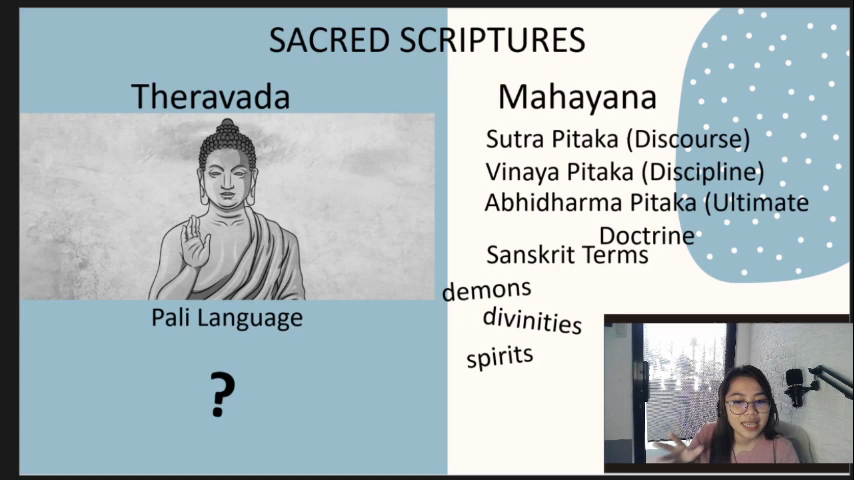 SACRED SCRIPTURES
Theravada
Pali Language
?
Mahayana
Sutra Pitaka (Discourse)
Vinaya Pitaka (Discipline)
Abhidharma Pitaka (Ultimate
Doctrine
Sanskrit Terms
demons
divinities
spirits